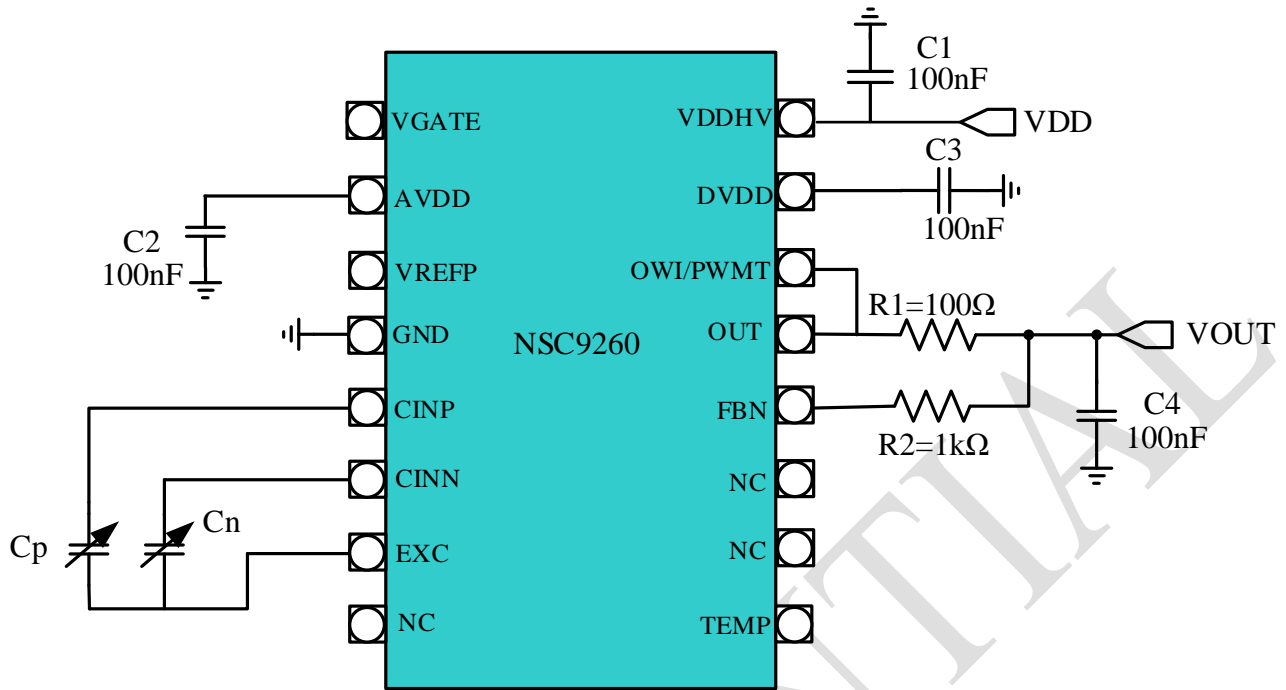 C1
100nF
VGATE
VDDHV
VDD
C3
AVDD
DVDD
100nF
C2
100nF
VREFP
OWI/PWMT
R1=100Ω
GND
NSC9260
OUT
VOUT
CINP
FBN
C4
100nF
R2=1kΩ
CINN
NC
Cn
Cp
EXC
NC
NC
TEMP
NTIAL